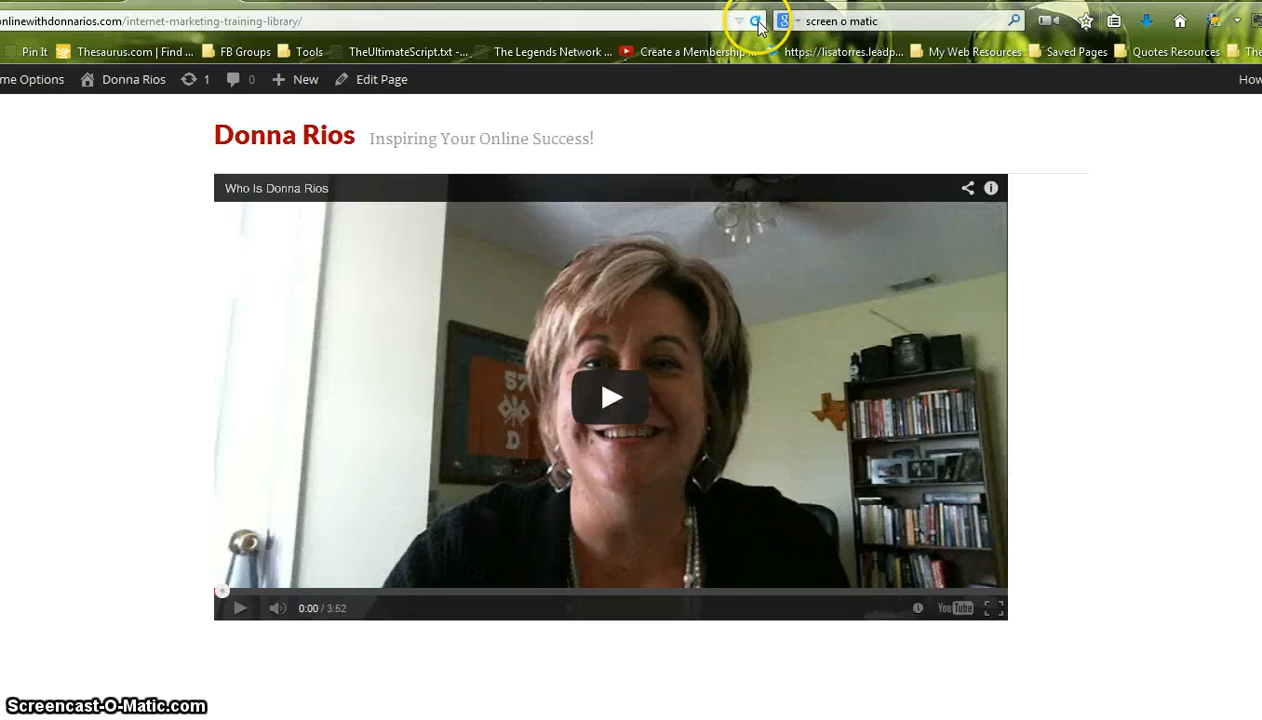 onlinewithdonnarios.com/internet-marketing-training-library/
screen o matic
Pin It
Thesaurus.com | Find ...
FB Groups
Tools
TheUltimateScript.txt -...
The Legends Network ...
Create a Membership ...
https://lisatorres.leadp...
My Web Resources
Saved Pages
Quotes Resources
The
me Options
Donna Rios
1
0
New
Edit Page
How
Donna Rios Inspiring Your Online Success!
Who Is Donna Rios
57
D
0:00 / 3:52
YouTube
Screencast-O-Matic.com